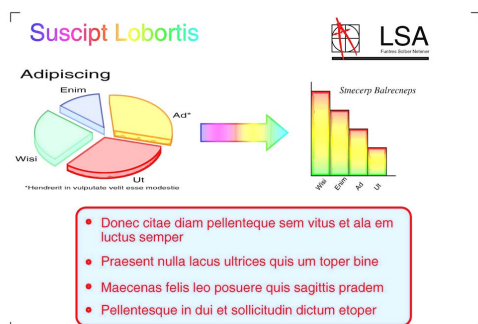 Suscipt Lobortis
LSA
Adipiscing
Enim
Ad*
Wisi
Ut
*Hendrerit in vulputate velit esse modestie
Stnecerp Balrecneps
Wisi
Enim
Ad
Ut
• Donec citae diam pellenteque sem vitus et ala em
luctus semper
• Praesent nulla lacus ultrices quis um toper bine
• Maecenas felis leo posuere quis sagittis pradem
• Pellentesque in dui et sollicitudin dictum etoper